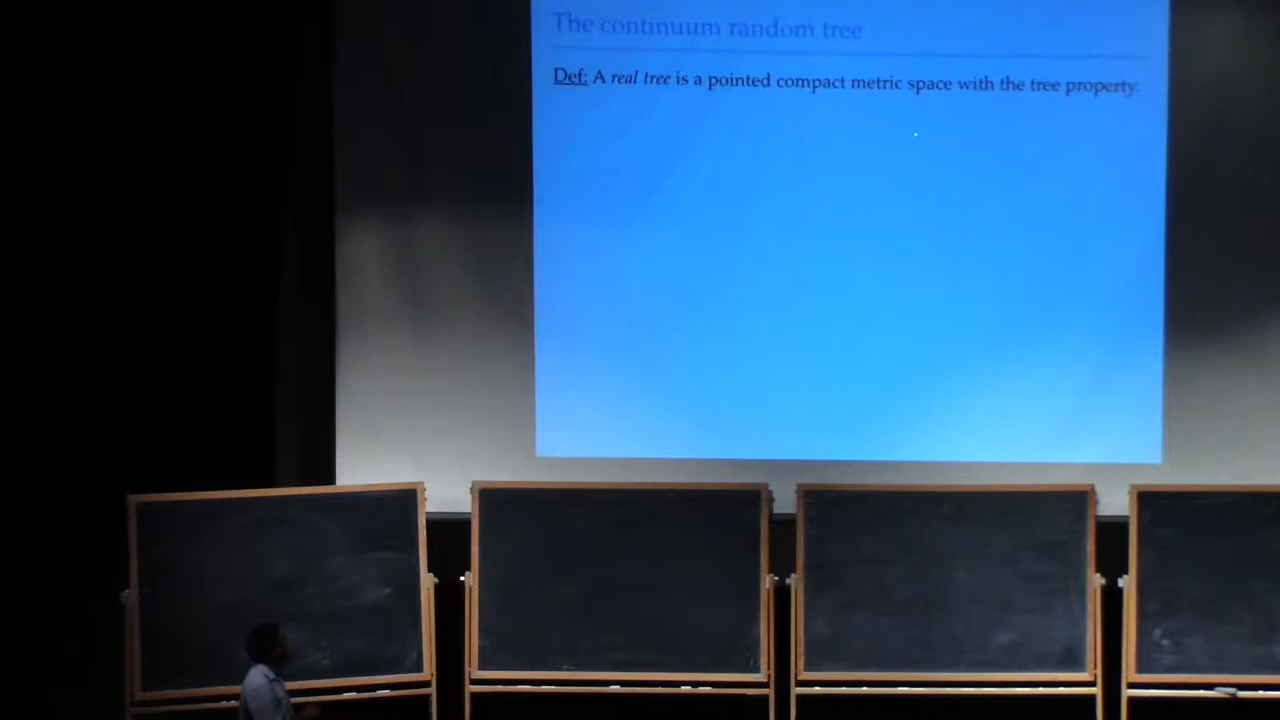 The continuum random tree
Def: A real tree is a pointed compact metric space with the tree property.